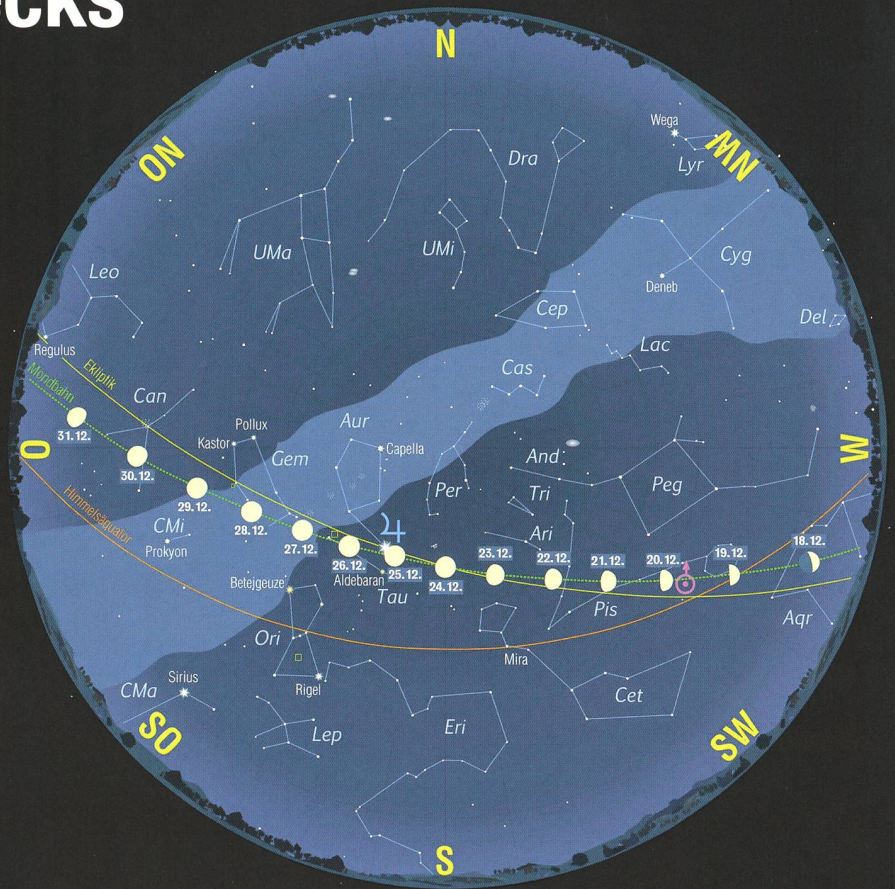 CKS
N
NO
NW
Wega
Lyr
Dra
UMa
UMi
Cyg
Deneb
Leo
Cep
Del
Regulus
Lac
Ekliptik
Mondbahn
Cas
Can
Pollux
Aur
Kastor
Capella
31.12.
O
Gem
And
W
30.12.
Per
Tri
Peg
29.12.
Himmelsäquator
CMi
28.12.
Ari
Prokyon
27.12.
23.12.
22.12.
21.12.
20.12.
19.12.
18.12.
26.12.
25.12.
24.12.
Aldebaran
Betejgeuze
Tau
Pis
Aqr
Ori
Mira
Sirius
CMa
Rigel
Cet
SO
Lep
Eri
SW
S